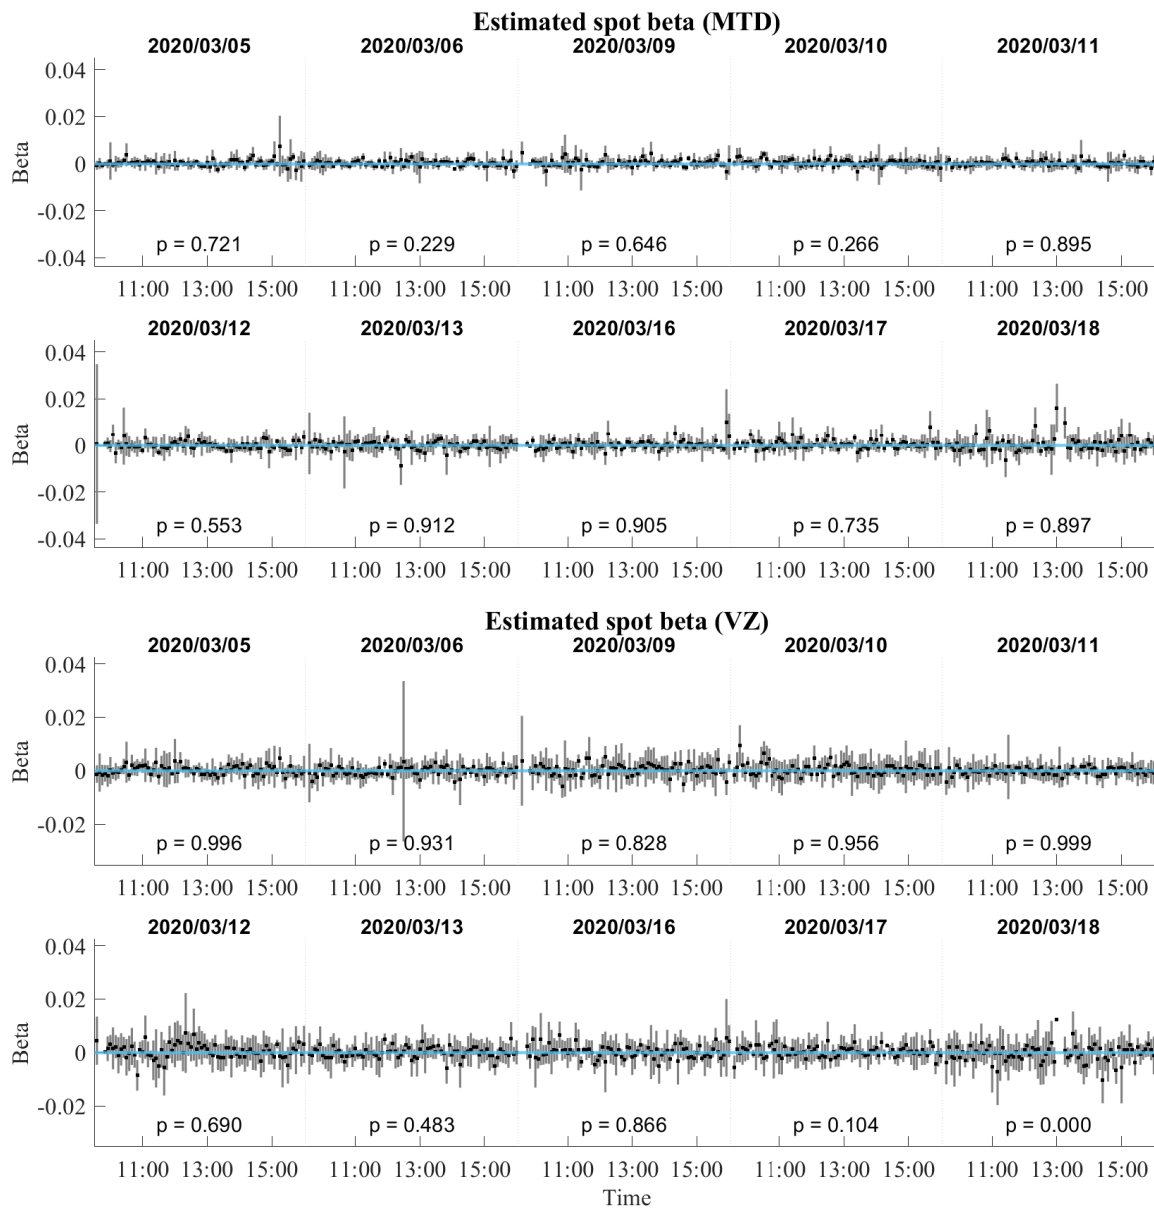 Estimated spot beta (MTD)
2020/03/05 2020/03/06 2020/03/09 2020/03/10 2020/03/11
0.04
0.02
0
-0.02
-0.04
Beta
p = 0.721 p = 0.229 p = 0.646 p = 0.266 p = 0.895
11:00 13:00 15:00 11:00 13:00 15:00 11:00 13:00 15:00 11:00 13:00 15:00 11:00 13:00 15:00
2020/03/12 2020/03/13 2020/03/16 2020/03/17 2020/03/18
0.04
0.02
0
-0.02
-0.04
Beta
p = 0.553 p = 0.912 p = 0.905 p = 0.735 p = 0.897
11:00 13:00 15:00 11:00 13:00 15:00 11:00 13:00 15:00 11:00 13:00 15:00 11:00 13:00 15:00
Estimated spot beta (VZ)
2020/03/05 2020/03/06 2020/03/09 2020/03/10 2020/03/11
0.04
0.02
0
-0.02
Beta
p = 0.996 p = 0.931 p = 0.828 p = 0.956 p = 0.999
11:00 13:00 15:00 11:00 13:00 15:00 11:00 13:00 15:00 11:00 13:00 15:00 11:00 13:00 15:00
2020/03/12 2020/03/13 2020/03/16 2020/03/17 2020/03/18
0.04
0.02
0
-0.02
Beta
p = 0.690 p = 0.483 p = 0.866 p = 0.104 p = 0.000
11:00 13:00 15:00 11:00 13:00 15:00 11:00 13:00 15:00 11:00 13:00 15:00 11:00 13:00 15:00
Time